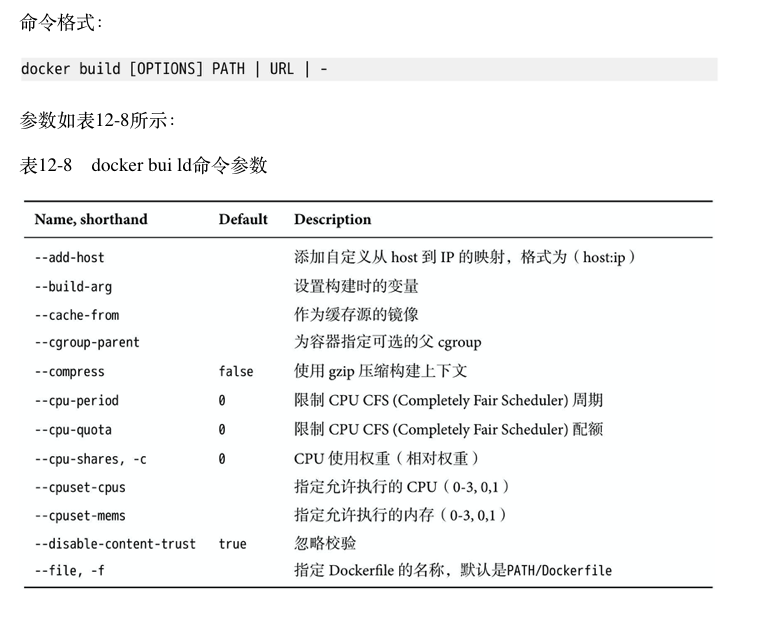 命令格式：
docker build [OPTIONS] PATH | URL | -
参数如表12-8所示：
表12-8 docker bui ld命令参数
Name, shorthand Default Description
--add-host 添加自定义从 host 到 IP 的映射，格式为（host:ip）
--build-arg 设置构建时的变量
--cache-from 作为缓存源的镜像
--cgroup-parent 为容器指定可选的父 cgroup
--compress false 使用 gzip 压缩构建上下文
--cpu-period 0 限制 CPU CFS (Completely Fair Scheduler) 周期
--cpu-quota 0 限制 CPU CFS (Completely Fair Scheduler) 配额
--cpu-shares, -c 0 CPU 使用权重（相对权重）
--cpuset-cpus 指定允许执行的 CPU（0-3, 0,1）
--cpuset-mems 指定允许执行的内存（0-3, 0,1）
--disable-content-trust true 忽略校验
--file, -f 指定 Dockerfile 的名称，默认是PATH/Dockerfile